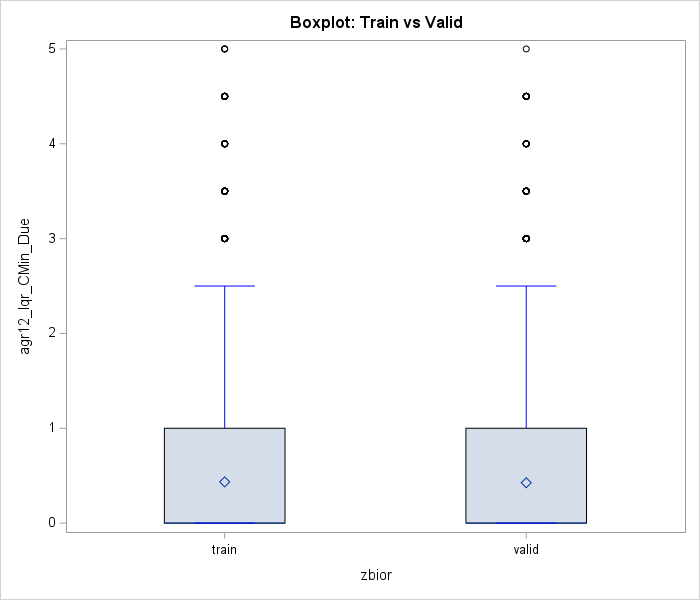 Boxplot: Train vs Valid
5
4
3
2
1
0
agr12_Iqr_CMin_Due
train
valid
zbior